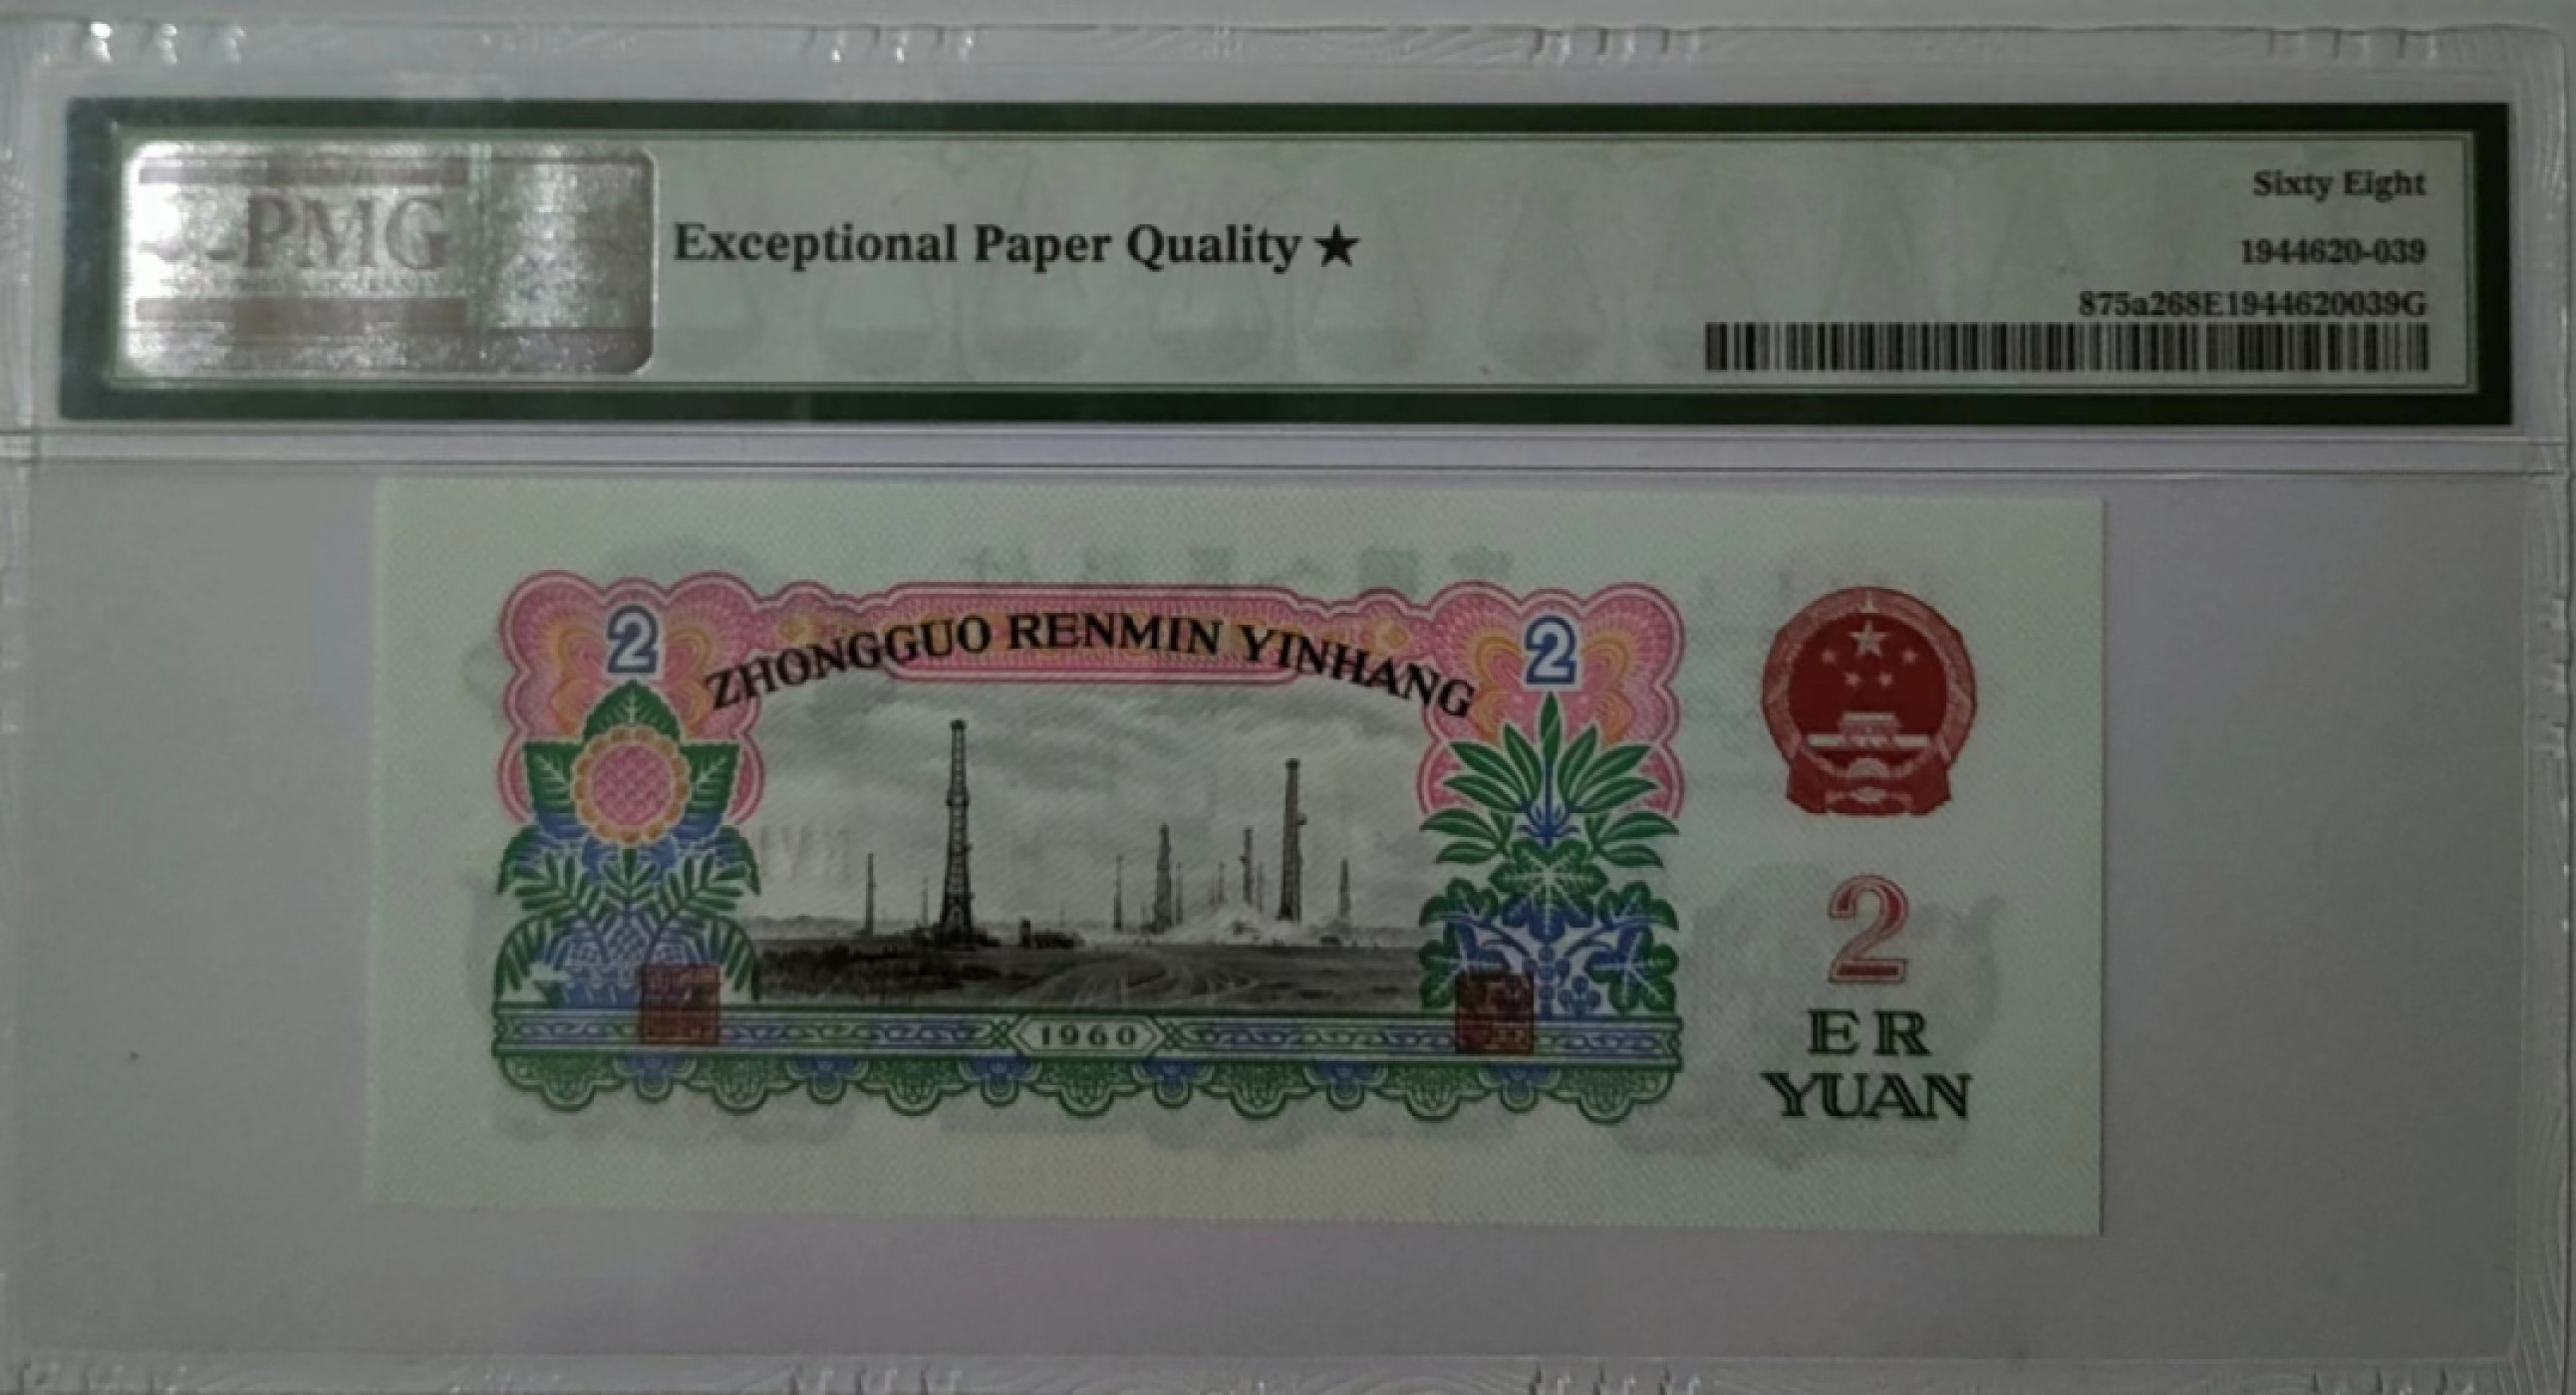 PMG
Exceptional Paper Quality ★
Sixty Eight
1944620-039
875a268E1944620039G
2
ZHONGGUO RENMIN YINHANG
2
1960
2
ER
YUAN